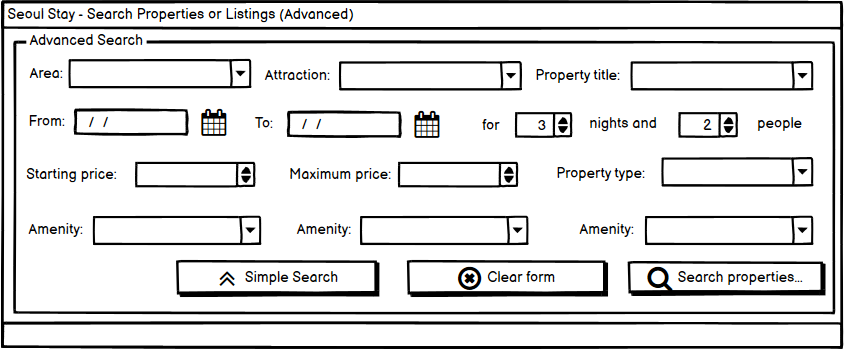 Seoul Stay - Search Properties or Listings (Advanced)
Advanced Search
Area: Attraction: Property title:
From: / / To: / / for 3 nights and 2 people
Starting price: Maximum price: Property type:
Amenity: Amenity: Amenity:
Simple Search Clear form Search properties...